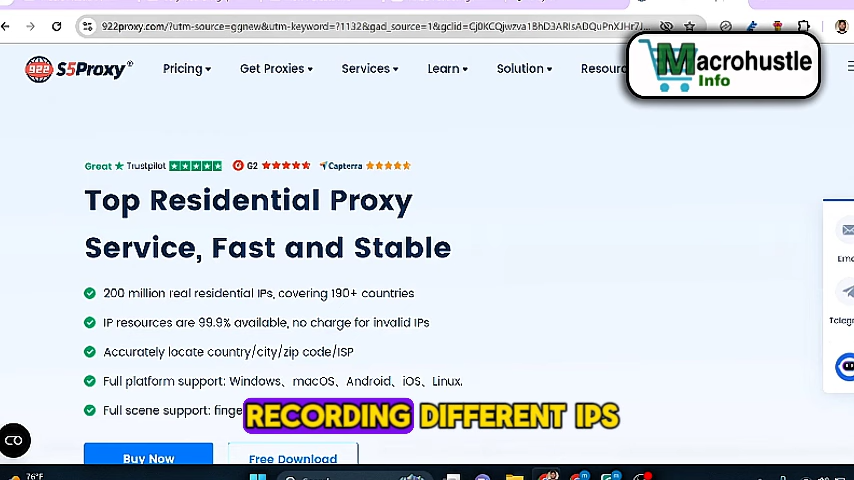 922proxy.com/?utm-source=ggnew&utm-keyword=?1132&gad_source=1&gclid=Cj0KCQjwzva1BhD3ARIsADQuPnXJHr7J
922 S5Proxy®
Pricing
Get Proxies
Services
Learn
Solution
Resourc
Macrohustle
Info
Great Trustpilot
G2
Capterra
Top Residential Proxy
Service, Fast and Stable
200 million real residential IPs, covering 190+ countries
IP resources are 99.9% available, no charge for invalid IPs
Accurately locate country/city/zip code/ISP
Full platform support: Windows、macOS、Android、iOS、Linux.
Full scene support: finge
RECORDING DIFFERENT IPS
Buy Now
Free Download
Ema
Telegr
76°F